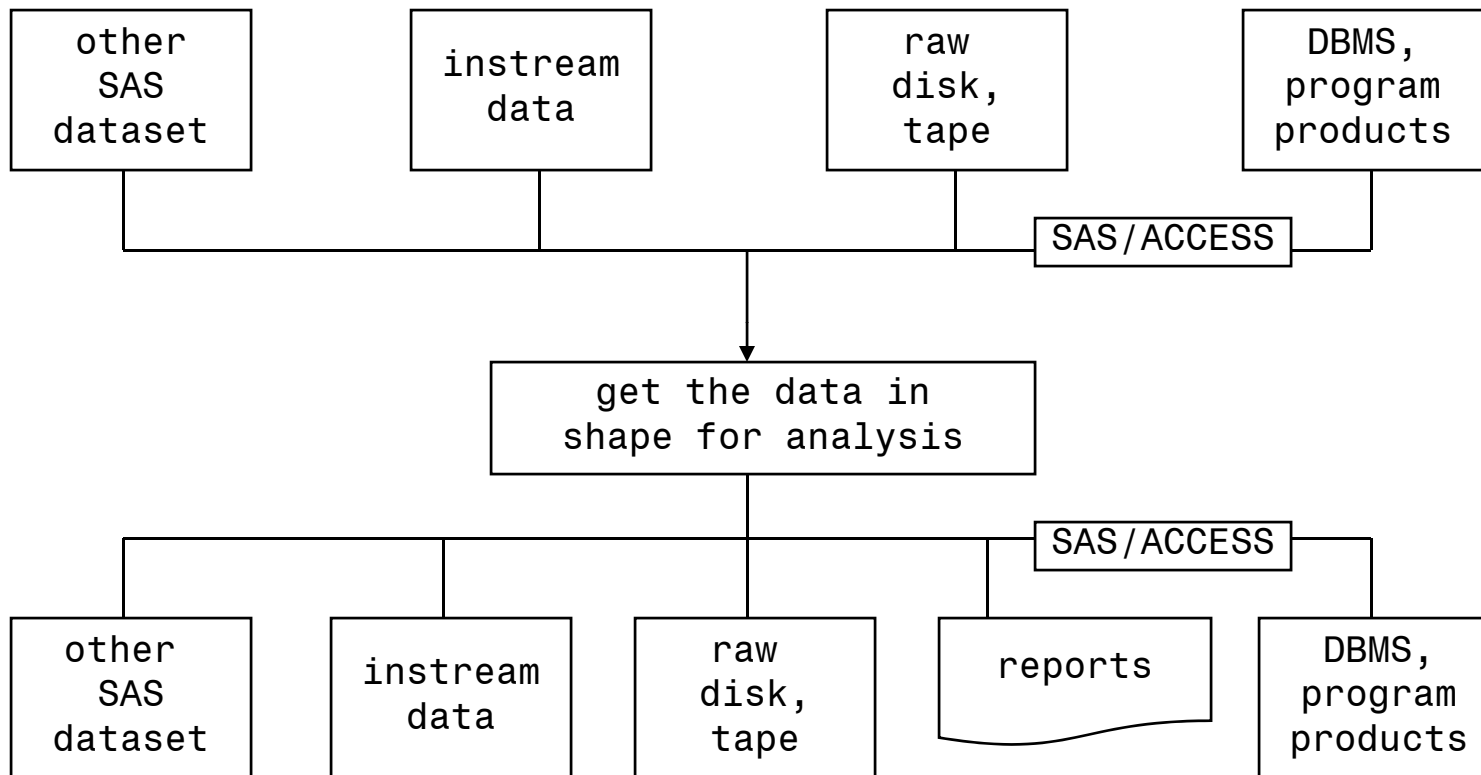 other
SAS
dataset
instream
data
raw
disk,
tape
DBMS,
program
products
SAS/ACCESS
get the data in
shape for analysis
SAS/ACCESS
other
SAS
dataset
instream
data
raw
disk,
tape
reports
DBMS,
program
products